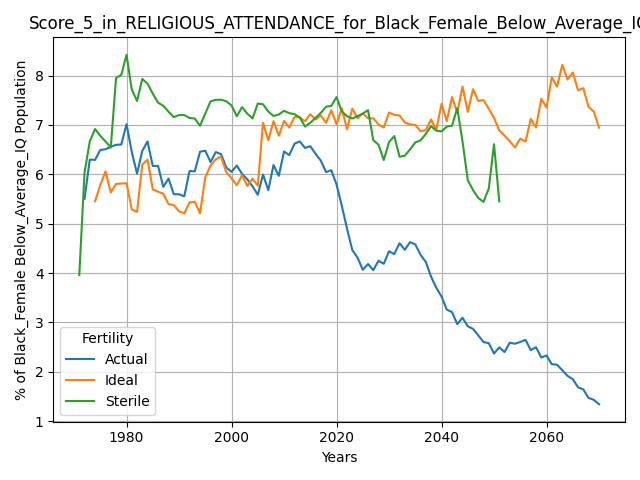 Score_5_in_RELIGIOUS_ATTENDANCE_for_Black_Female_Below_Average_IQ
% of Black_Female Below_Average_IQ Population
8
7
6
5
4
3
2
1
Fertility
Actual
Ideal
Sterile
1980
2000
2020
2040
2060
Years